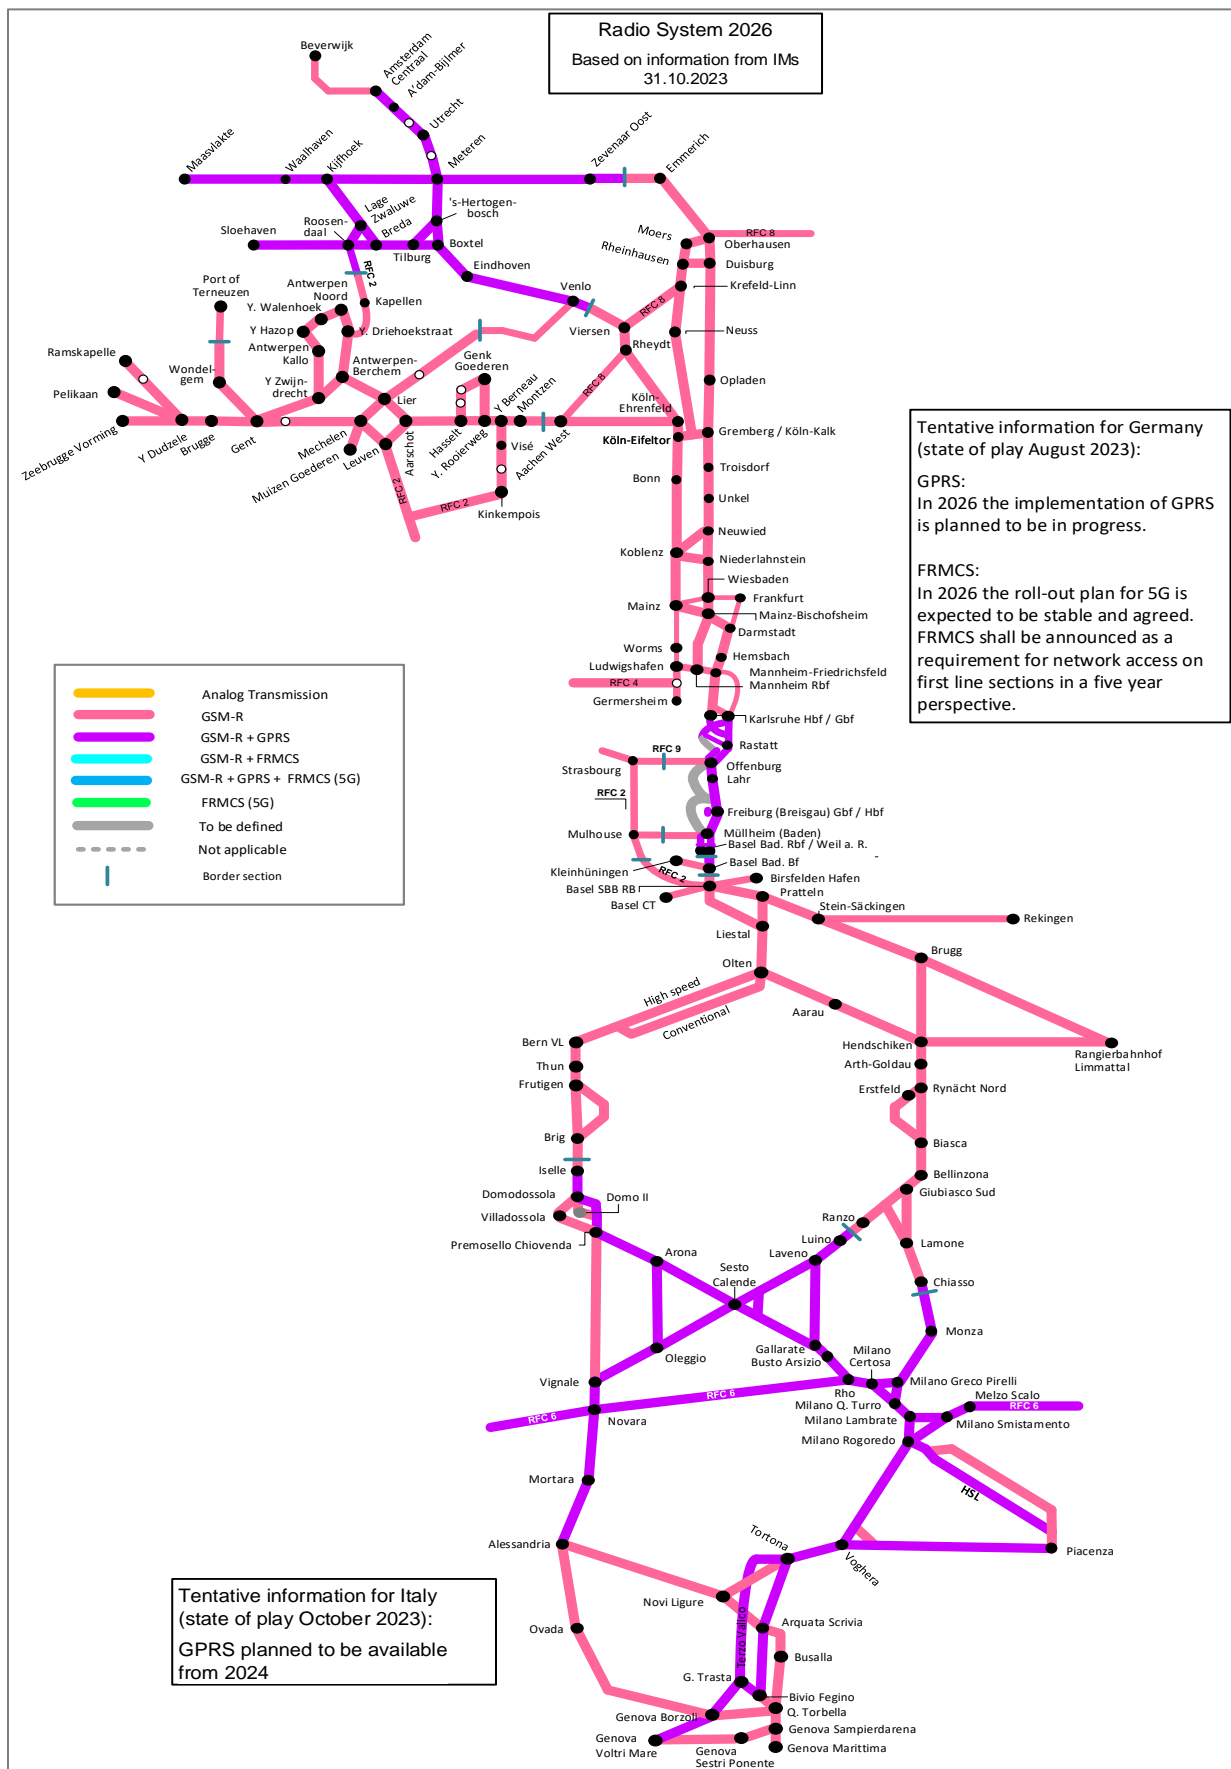 Radio System 2026
Based on information from IMs
31.10.2023
Beverwijk
Amsterdam
Centraal
A'dam-Bijlmer
Utrecht
Maasvlakte
Waalhaven
Kijfhoek
Meteren
Zevenaar Oost
Emmerich
Lage
Zwaluwe
's-Hertogen-
bosch
Sloehaven
Roosen-
daal
Breda
Tilburg
Boxtel
Eindhoven
Moers
RFC 8
Oberhausen
Rheinhausen
Duisburg
Krefeld-Linn
RFC 2
Port of
Terneuzen
Antwerpen
Noord
Kapellen
Venlo
Y. Walenhoek
Y Hazop
Y. Driehoekstraat
Viersen
RFC 8
Neuss
Ramskapelle
Antwerpen
Kallo
Antwerpen-
Berchem
Genk
Goederen
Rheydt
Pelikaan
Wondel-
gem
Y Zwijn-
drecht
Lier
Y Berneau
Montzen
RFC 8
Opladen
Köln-
Ehrenfeld
Zeebrugge Vorming
Y Dudzele
Brugge
Gent
Mechelen
Muizen Goederen
Leuven
Aarschot
Hasselt
Y. Rooierweg
Visé
Aachen West
Köln-Eifeltor
Gremberg / Köln-Kalk
RFC 2
RFC 2
Kinkempois
Troisdorf
Bonn
Unkel
Neuwied
Koblenz
Niederlahnstein
Wiesbaden
Mainz
Frankfurt
Mainz-Bischofsheim
Darmstadt
Worms
Hemsbach
Ludwigshafen
Mannheim-Friedrichsfeld
RFC 4
Mannheim Rbf
Germersheim
Karlsruhe Hbf / Gbf
Tentative information for Germany
(state of play August 2023):
GPRS:
In 2026 the implementation of GPRS
is planned to be in progress.
FRMCS:
In 2026 the roll-out plan for 5G is
expected to be stable and agreed.
FRMCS shall be announced as a
requirement for network access on
first line sections in a five year
perspective.
Analog Transmission
GSM-R
GSM-R + GPRS
GSM-R + FRMCS
GSM-R + GPRS + FRMCS (5G)
FRMCS (5G)
To be defined
Not applicable
Border section
Rastatt
RFC 9
Strasbourg
Offenburg
Lahr
RFC 2
Freiburg (Breisgau) Gbf / Hbf
Mulhouse
Müllheim (Baden)
Basel Bad. Rbf / Weil a. R.
-
Kleinhüningen
RFC 2
Basel Bad. Bf
Basel SBB RB
Birsfelden Hafen
Basel CT
Pratteln
Stein-Säckingen
Rekingen
Liestal
Brugg
Olten
High speed
Conventional
Aarau
Bern VL
Hendschiken
Rangierbahnhof
Limmattal
Thun
Arth-Goldau
Frutigen
Erstfeld
Rynächt Nord
Brig
Biasca
Iselle
Bellinzona
Domodossola
Domo II
Giubiasco Sud
Villadossola
Ranzo
Premosello Chiovenda
Luino
Lamone
Arona
Laveno
Sesto
Calende
Chiasso
Monza
Oleggio
Gallarate
Busto Arsizio
Milano
Certosa
Vignale
RFC 6
Rho
Milano Greco Pirelli
Milano Q. Turro
Melzo Scalo
RFC 6
Novara
RFC 6
Milano Lambrate
Milano Smistamento
Milano Rogoredo
Mortara
HSL
Alessandria
Tortona
Voghera
Piacenza
Tentative information for Italy
(state of play October 2023):
GPRS planned to be available
from 2024
Novi Ligure
Ovada
Terzo Valico
Arquata Scrivia
Busalla
G. Trasta
Bivio Fegino
Genova Borzoli
Q. Torbella
Genova
Voltri Mare
Genova
Sestri Ponente
Genova Sampierdarena
Genova Marittima